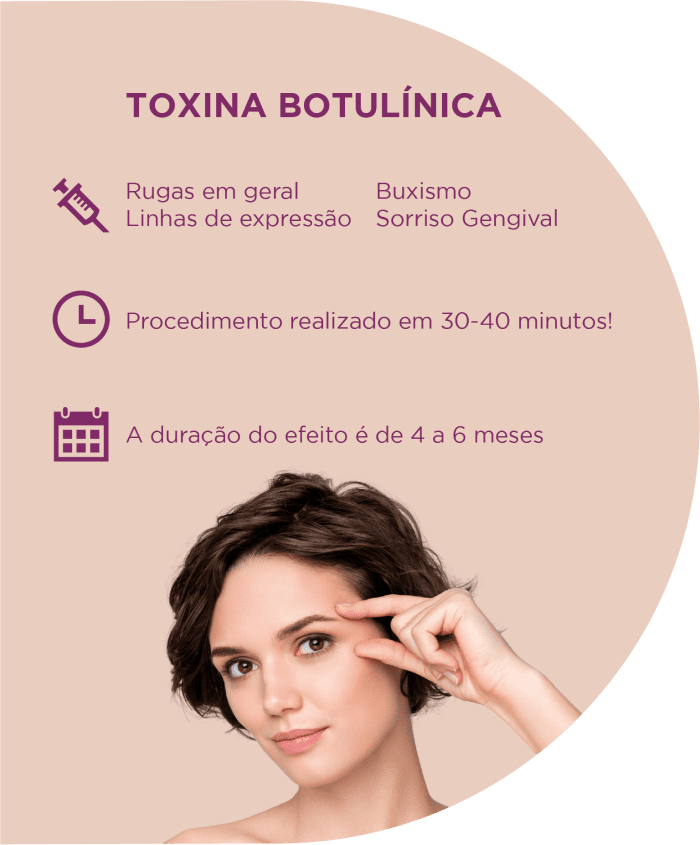 TOXINA BOTULÍNICA
Rugas em geral
Linhas de expressão
Buxismo
Sorriso Gengival
Procedimento realizado em 30-40 minutos!
A duração do efeito é de 4 a 6 meses